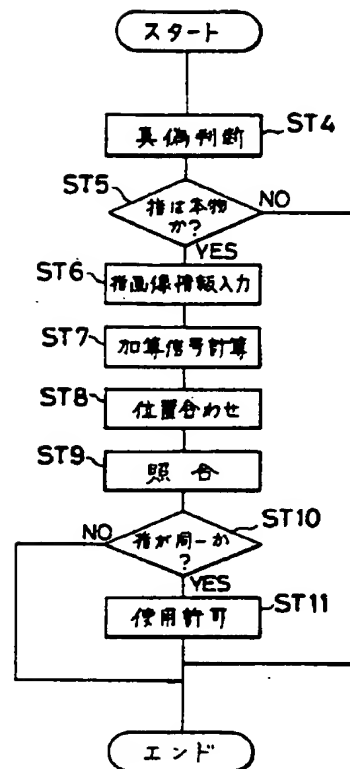 スタート
真偽判断
ST4
ST5
指は本物
か?
NO
YES
ST6
指画像情報入力
ST7
加算信号計算
ST8
位置合わせ
ST9
照合
ST10
NO
指が同一か
?
YES
使用許可
ST11
エンド